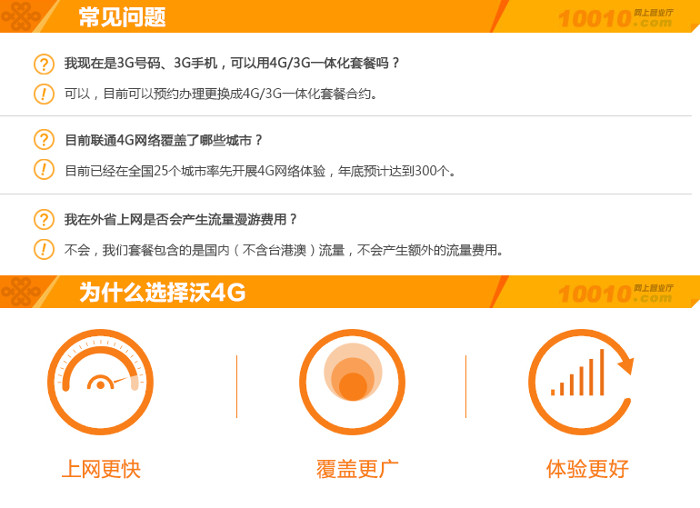 常见问题
10010.com 网上营业厅
我现在是3G号码、3G手机，可以用4G/3G一体化套餐吗？
可以，目前可以预约办理更换成4G/3G一体化套餐合约。
目前联通4G网络覆盖了哪些城市？
目前已经在全国25个城市率先开展4G网络体验，年底预计达到300个。
我在外省上网是否会产生流量漫游费用？
不会，我们套餐包含的是国内（不含台港澳）流量，不会产生额外的流量费用。
为什么选择沃4G
10010.com 网上营业厅
上网更快
覆盖更广
体验更好